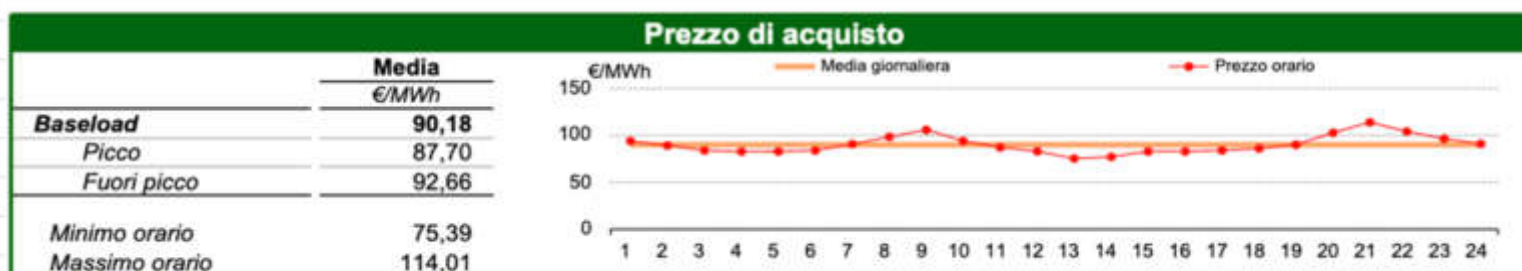 Prezzo di acquisto
Media
€/MWh
Baseload 90,18
Picco 87,70
Fuori picco 92,66
Minimo orario 75,39
Massimo orario 114,01
€/MWh
Media giornaliera
Prezzo orario
150
100
50
0
1 2 3 4 5 6 7 8 9 10 11 12 13 14 15 16 17 18 19 20 21 22 23 24